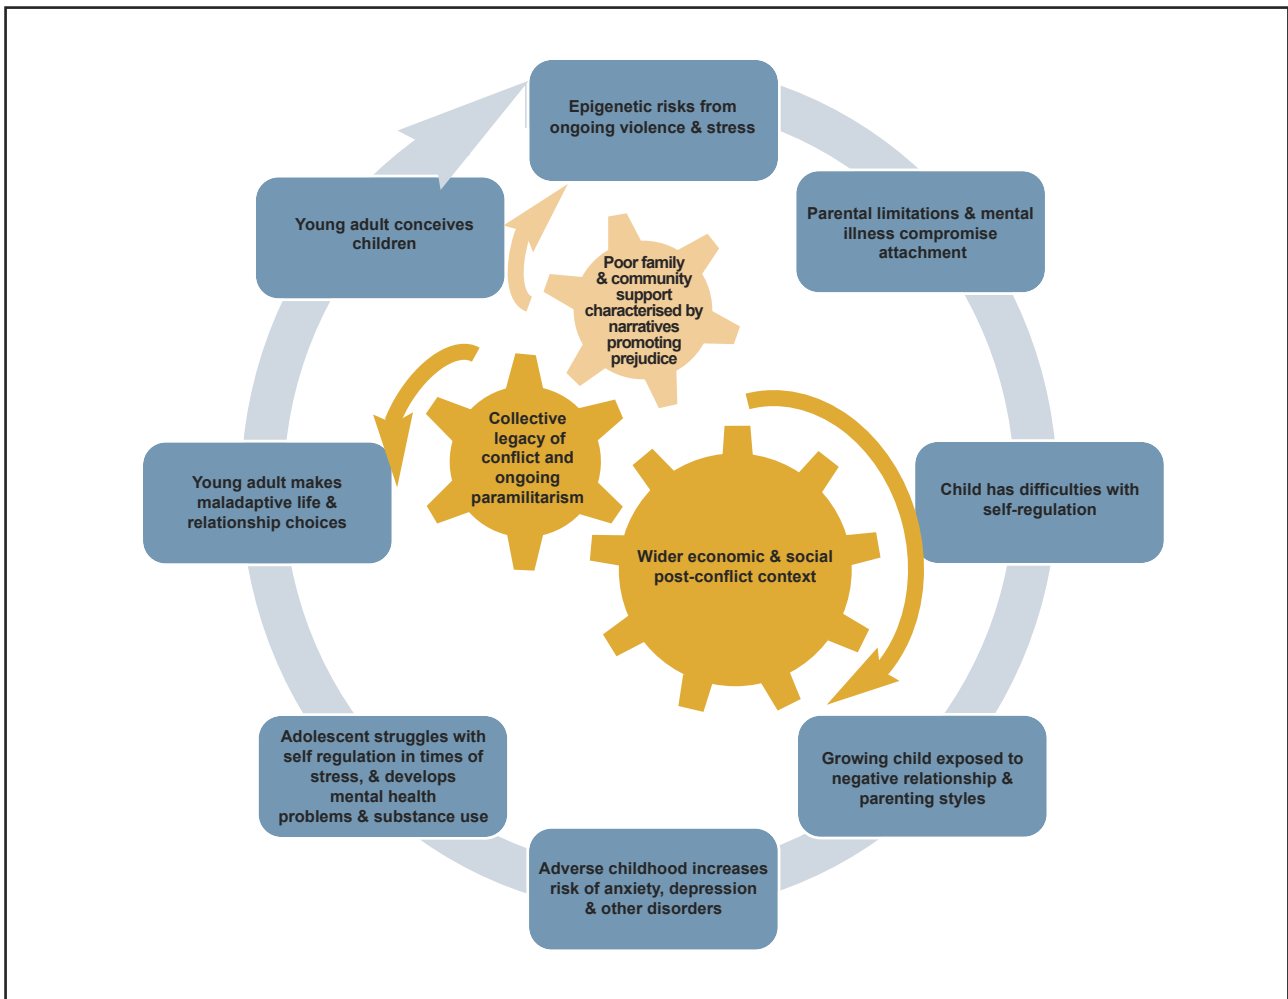 Epigenetic risks from
ongoing violence & stress
Parental limitations & mental
illness compromise
attachment
Child has difficulties with
self-regulation
Growing child exposed to
negative relationship &
parenting styles
Adverse childhood increases
risk of anxiety, depression
& other disorders
Adolescent struggles with
self regulation in times of
stress, & develops
mental health
problems & substance use
Young adult makes
maladaptive life &
relationship choices
Young adult conceives
children
Poor family
& community
support
characterised by
narratives
promoting
prejudice
Collective
legacy of
conflict and
ongoing
paramilitarism
Wider economic & social
post-conflict context